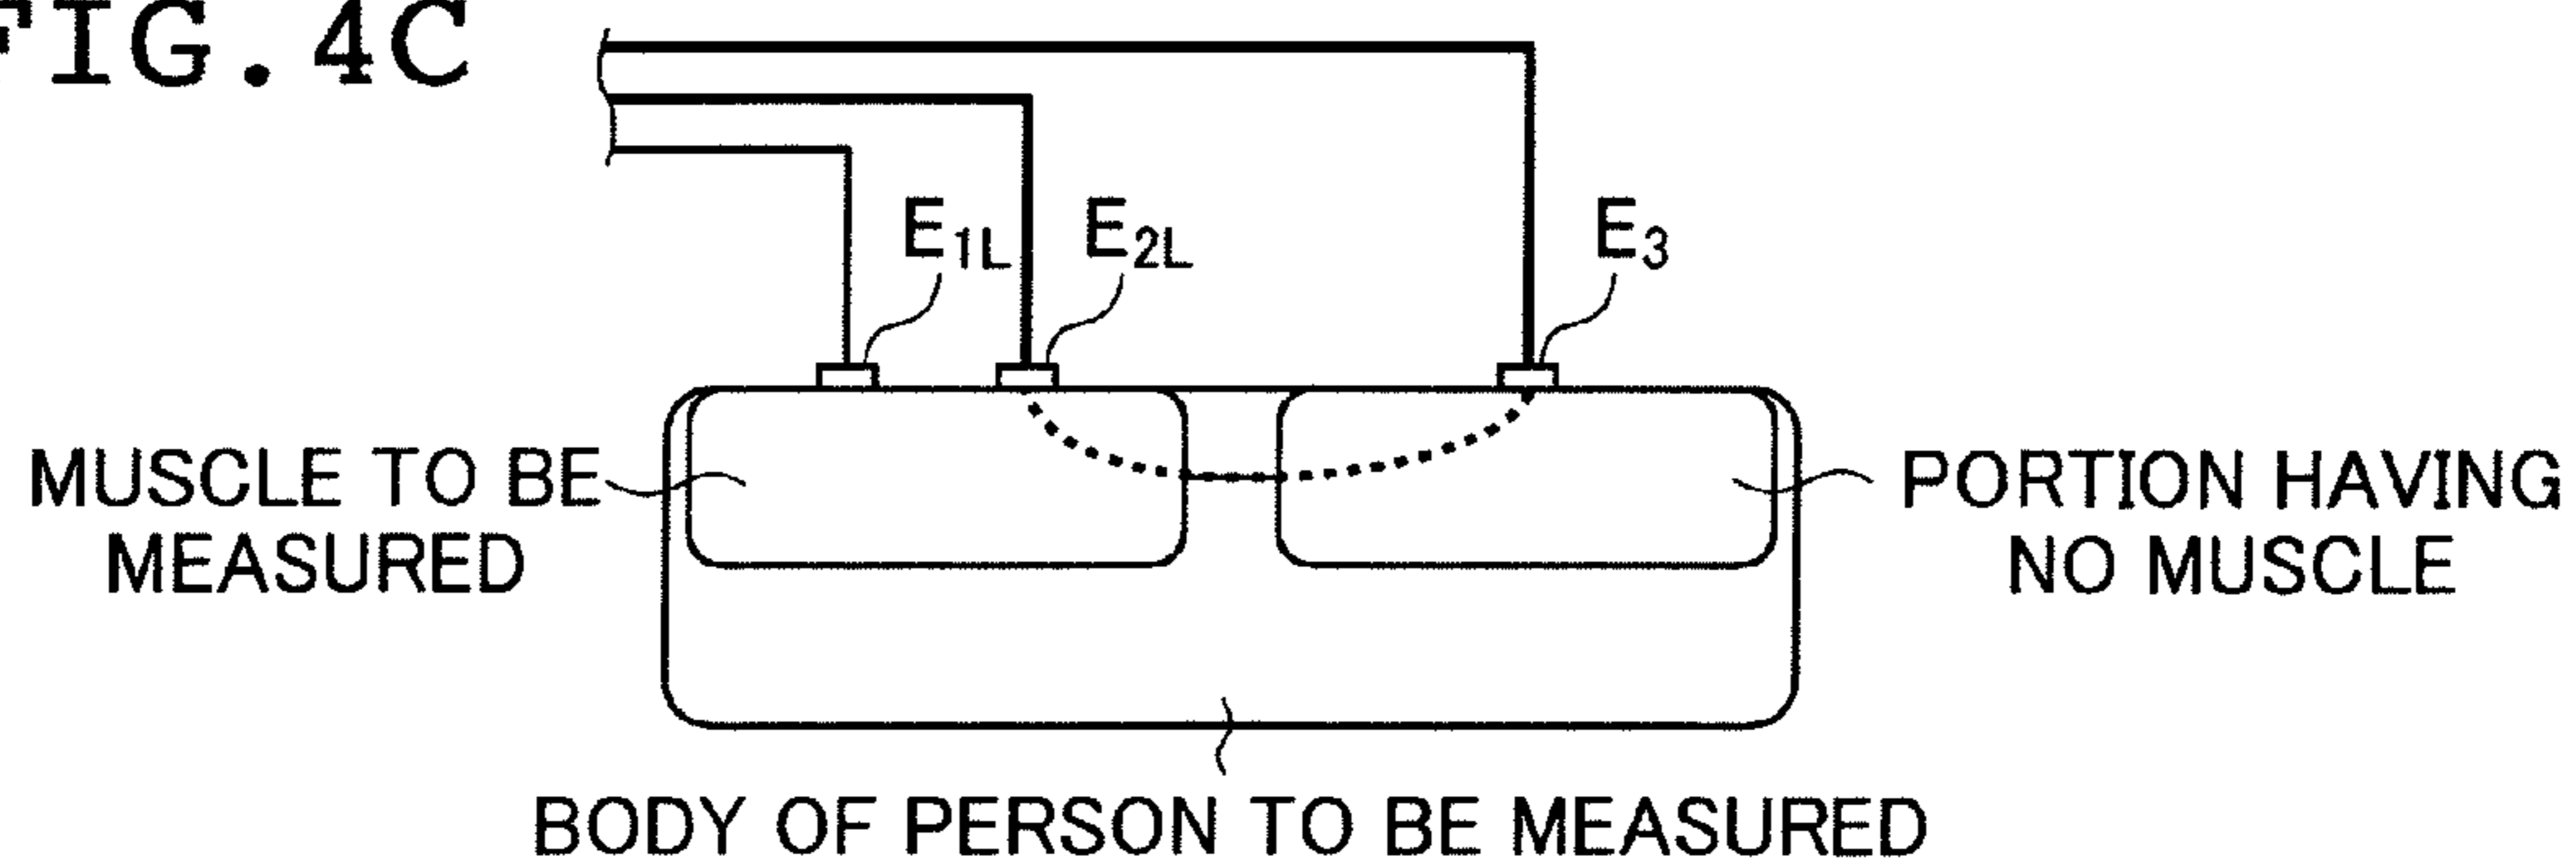 FIG.4C
E1L
E2L
E3
MUSCLE TO BE
MEASURED
PORTION HAVING
NO MUSCLE
BODY OF PERSON TO BE MEASURED